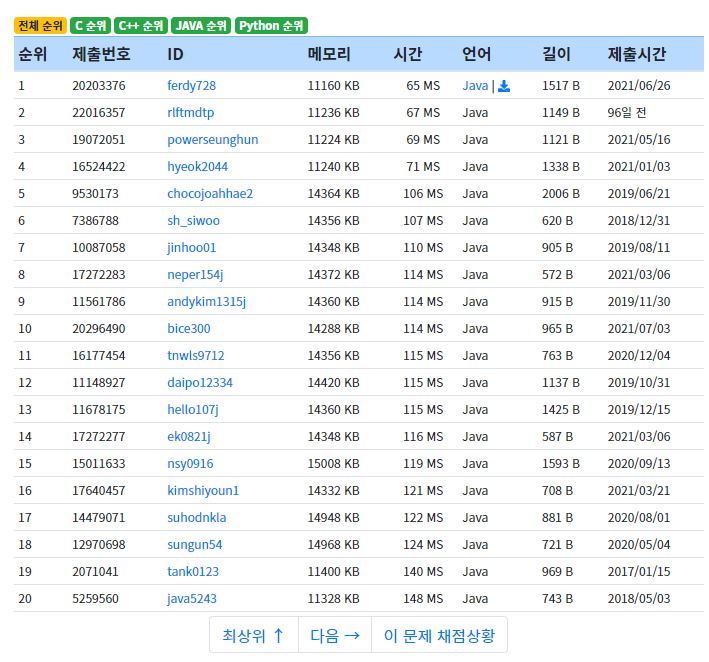 전체 순위 C 순위 C++ 순위 JAVA 순위 Python 순위
순위 제출번호 ID 메모리 시간 언어 길이 제출시간
1 20203376 ferdy728 11160 KB 65 MS Java | 1517 B 2021/06/26
2 22016357 rlftmdtp 11236 KB 67 MS Java 1149 B 96일 전
3 19072051 powerseunghun 11224 KB 69 MS Java 1121 B 2021/05/16
4 16524422 hyeok2044 11240 KB 71 MS Java 1338 B 2021/01/03
5 9530173 chocojoahhae2 14364 KB 106 MS Java 2006 B 2019/06/21
6 7386788 sh_siwoo 14356 KB 107 MS Java 620 B 2018/12/31
7 10087058 jinhoo01 14348 KB 110 MS Java 905 B 2019/08/11
8 17272283 neper154j 14372 KB 114 MS Java 572 B 2021/03/06
9 11561786 andykim1315j 14360 KB 114 MS Java 915 B 2019/11/30
10 20296490 bice300 14288 KB 114 MS Java 965 B 2021/07/03
11 16177454 tnwls9712 14356 KB 115 MS Java 763 B 2020/12/04
12 11148927 daipo12334 14420 KB 115 MS Java 1137 B 2019/10/31
13 11678175 hello107j 14360 KB 115 MS Java 1425 B 2019/12/15
14 17272277 ek0821j 14348 KB 116 MS Java 587 B 2021/03/06
15 15011633 nsy0916 15008 KB 119 MS Java 1593 B 2020/09/13
16 17640457 kimshiyoun1 14332 KB 121 MS Java 708 B 2021/03/21
17 14479071 suhodnkla 14948 KB 122 MS Java 881 B 2020/08/01
18 12970698 sungun54 14968 KB 124 MS Java 721 B 2020/05/04
19 2071041 tank0123 11400 KB 140 MS Java 969 B 2017/01/15
20 5259560 java5243 11328 KB 148 MS Java 743 B 2018/05/03
최상위 ↑ 다음 → 이 문제 채점상황